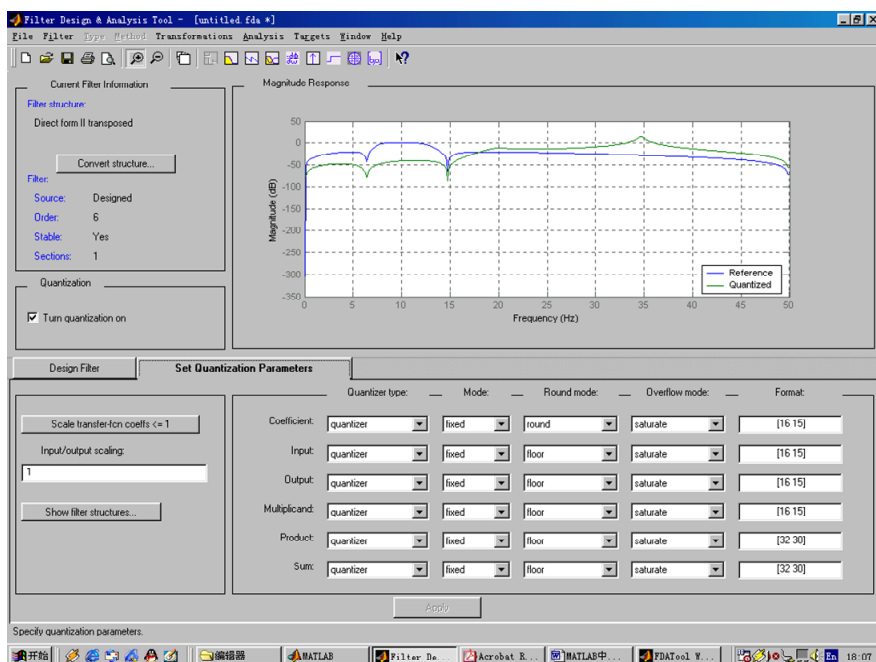 Filter Design & Analysis Tool - [untitled.fda *]
File Filter Type Method Transformations Analysis Targets Window Help
Current Filter Information
Filter structure:
Direct form II transposed
Convert structure...
Filter:
Source: Designed
Order: 6
Stable: Yes
Sections: 1
Quantization
Turn quantization on
Magnitude Response
Magnitude (dB)
50
0
-50
-100
-150
-200
-250
-300
-350
0 5 10 15 20 25 30 35 40 45 50
Frequency (Hz)
Reference
Quantized
Design Filter Set Quantization Parameters
Scale transfer-fcn coeffs <= 1
Input/output scaling:
1
Show filter structures...
Quantizer type: Mode: Round mode: Overflow mode: Format:
Coefficient: quantizer fixed round saturate [16 15]
Input: quantizer fixed floor saturate [16 15]
Output: quantizer fixed floor saturate [16 15]
Multiplicand: quantizer fixed floor saturate [16 15]
Product: quantizer fixed floor saturate [32 30]
Sum: quantizer fixed floor saturate [32 30]
Apply
Specify quantization parameters.
开始 编辑器 MATLAB Filter De... Acrobat R... MATLAB中... FDATool En 18:07